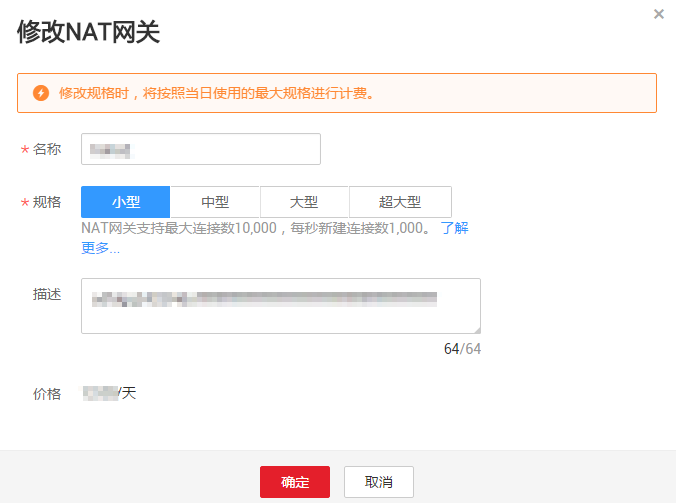 修改NAT网关
修改规格时，将按照当日使用的最大规格进行计费。
* 名称
* 规格 小型 中型 大型 超大型
NAT网关支持最大连接数10,000，每秒新建连接数1,000。 了解
更多...
描述
64/64
价格 /天
确定 取消